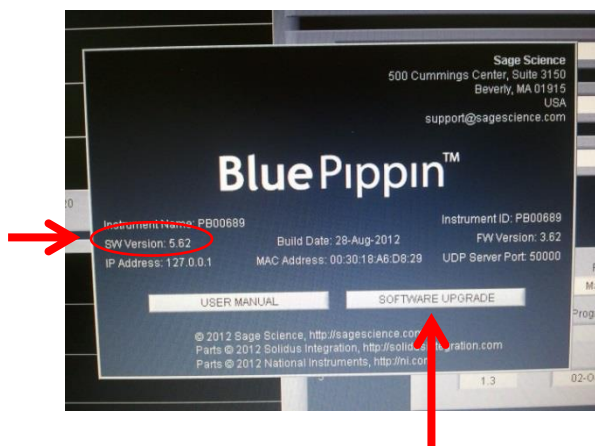 Sage Science
500 Cummings Center, Suite 3150
Beverly, MA 01915
USA
support@sagescience.com
BluePippin™
Instrument Name: PB00689
Instrument ID: PB00689
SW Version: 5.62
Build Date: 28-Aug-2012
FW Version: 3.62
IP Address: 127.0.0.1
MAC Address: 00:30:18:A6:D8:29
UDP Server Port: 50000
USER MANUAL
SOFTWARE UPGRADE
© 2012 Sage Science, http://sagescience.com
Parts © 2012 Solidus Integration, http://solidusintegration.com
Parts © 2012 National Instruments, http://ni.com
20
1.3